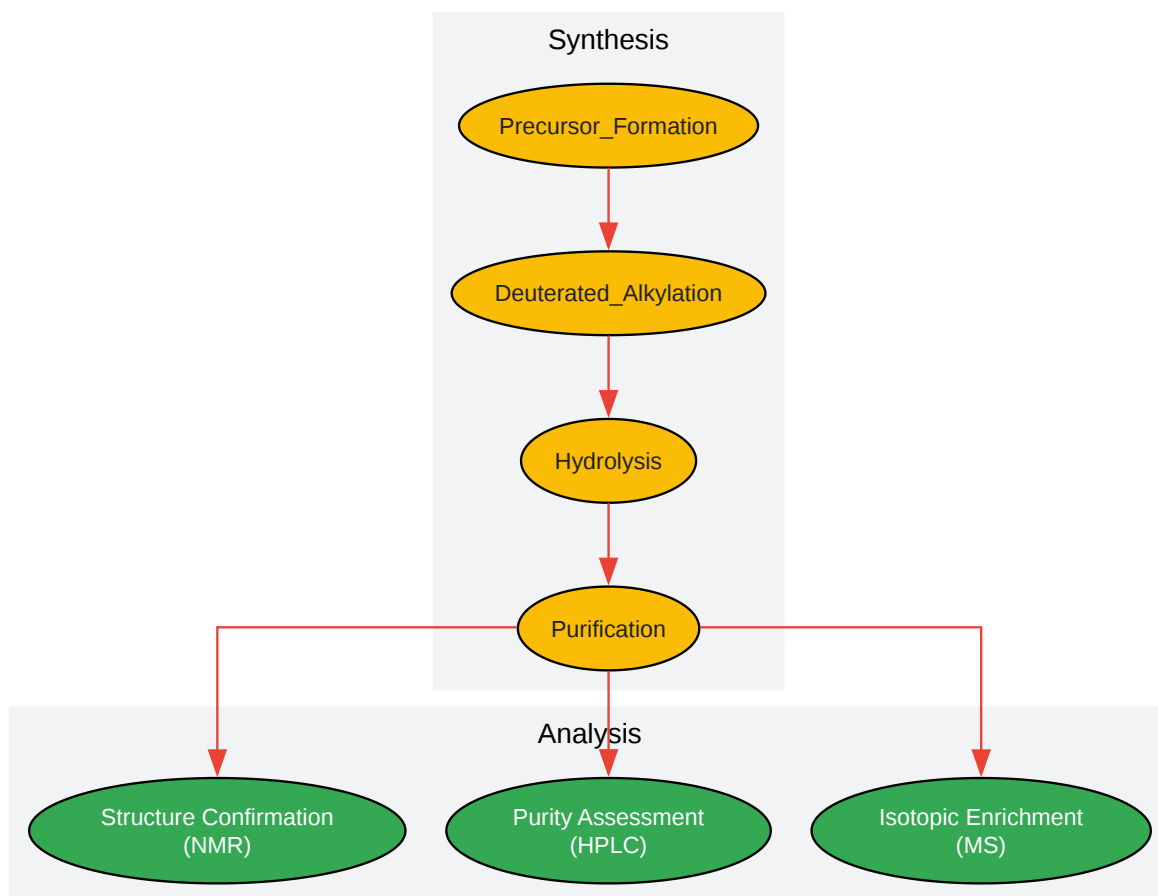 Synthesis
Precursor_Formation
Deuterated_Alkylation
Hydrolysis
Purification
Analysis
Structure Confirmation
(NMR)
Purity Assessment
(HPLC)
Isotopic Enrichment
(MS)